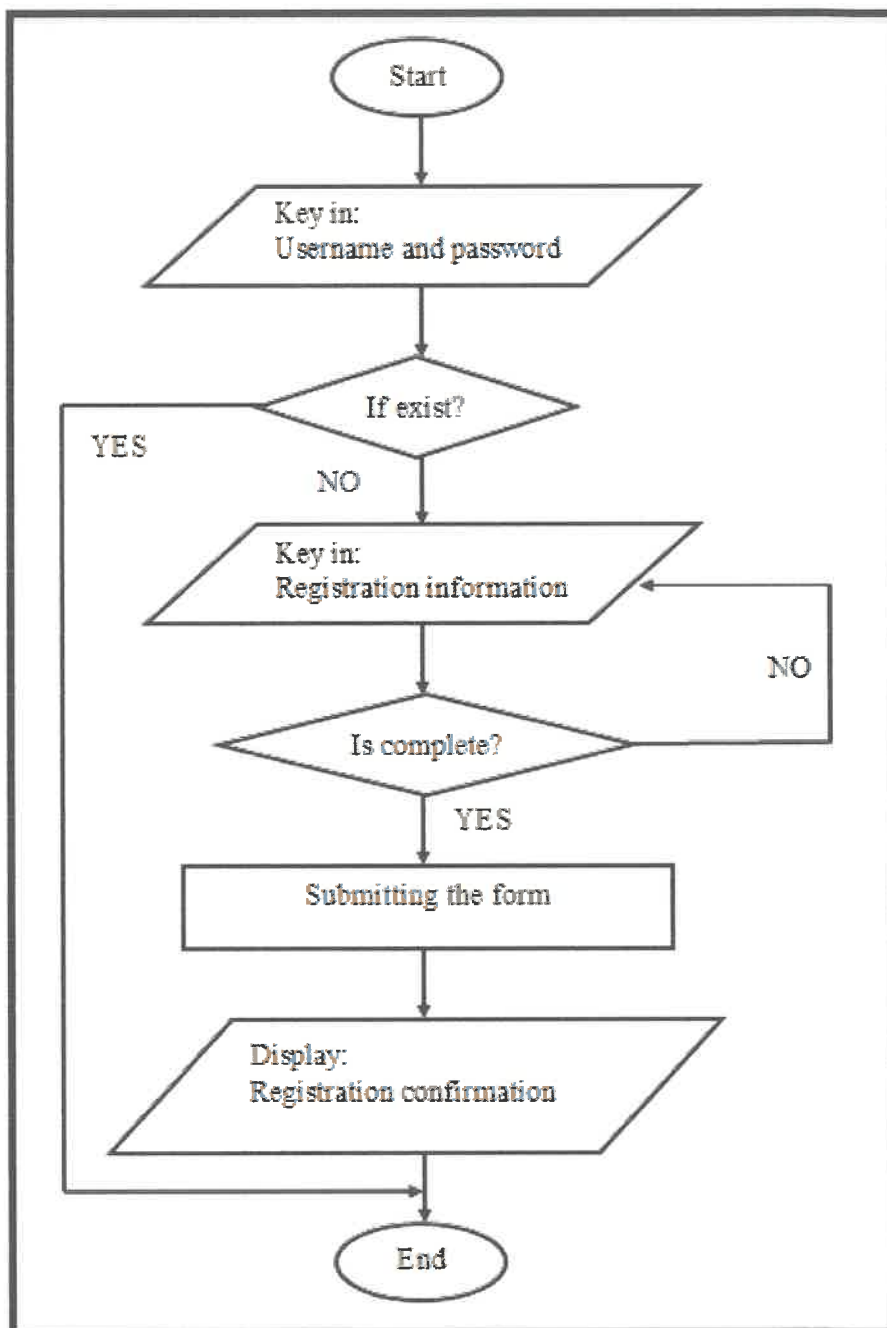 Start
Key in:
Username and password
If exist?
YES
NO
Key in:
Registration information
NO
Is complete?
YES
Submitting the form
Display:
Registration confirmation
End